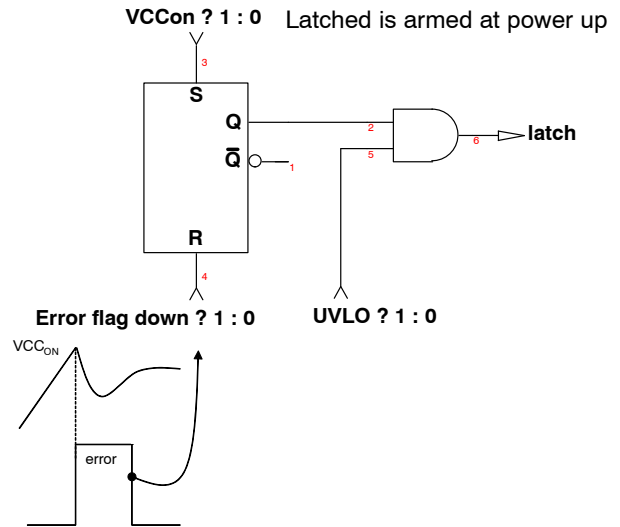 VCCon ? 1 : 0 Latched is armed at power up
3
S
Q
2
Q̅
5
1
6
latch
R
4
Error flag down ? 1 : 0
UVLO ? 1 : 0
VCCON
error